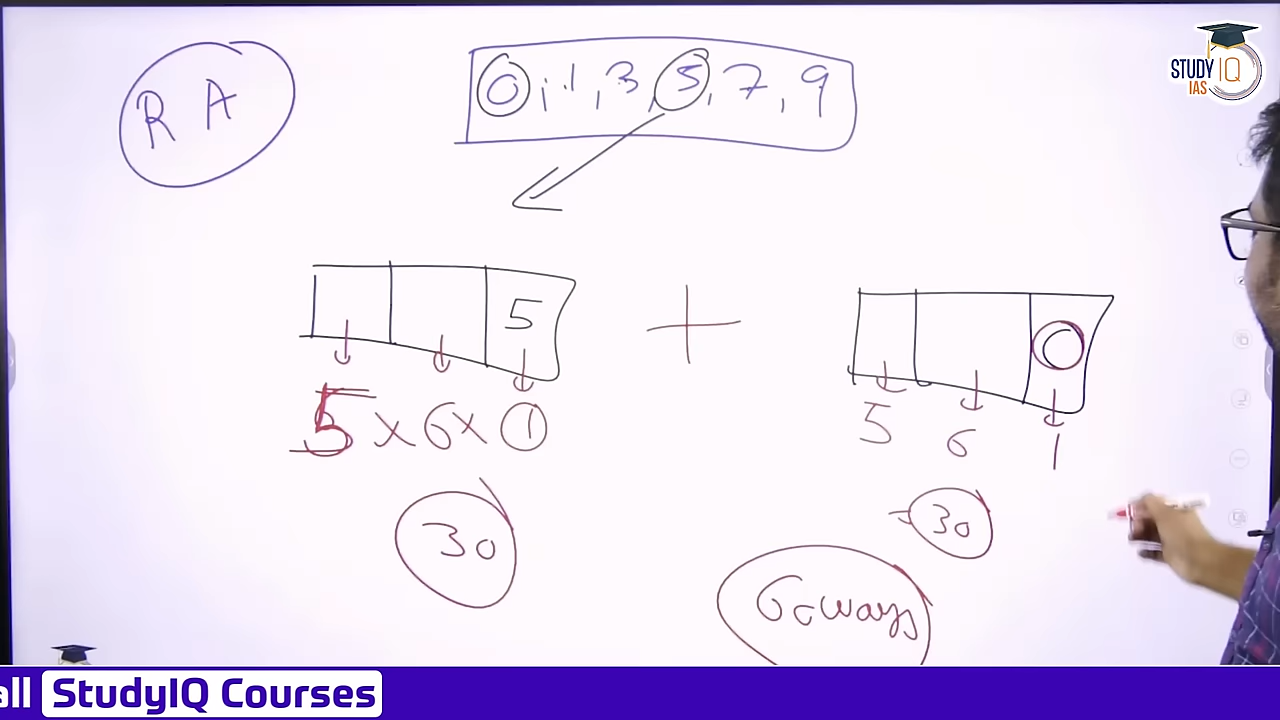 STUDY IQ
IAS
R A
0, 1, 3, 5, 7, 9
5
+
0
5 × 6 × 1
5 6 1
30
30
60 ways
all StudyIQ Courses